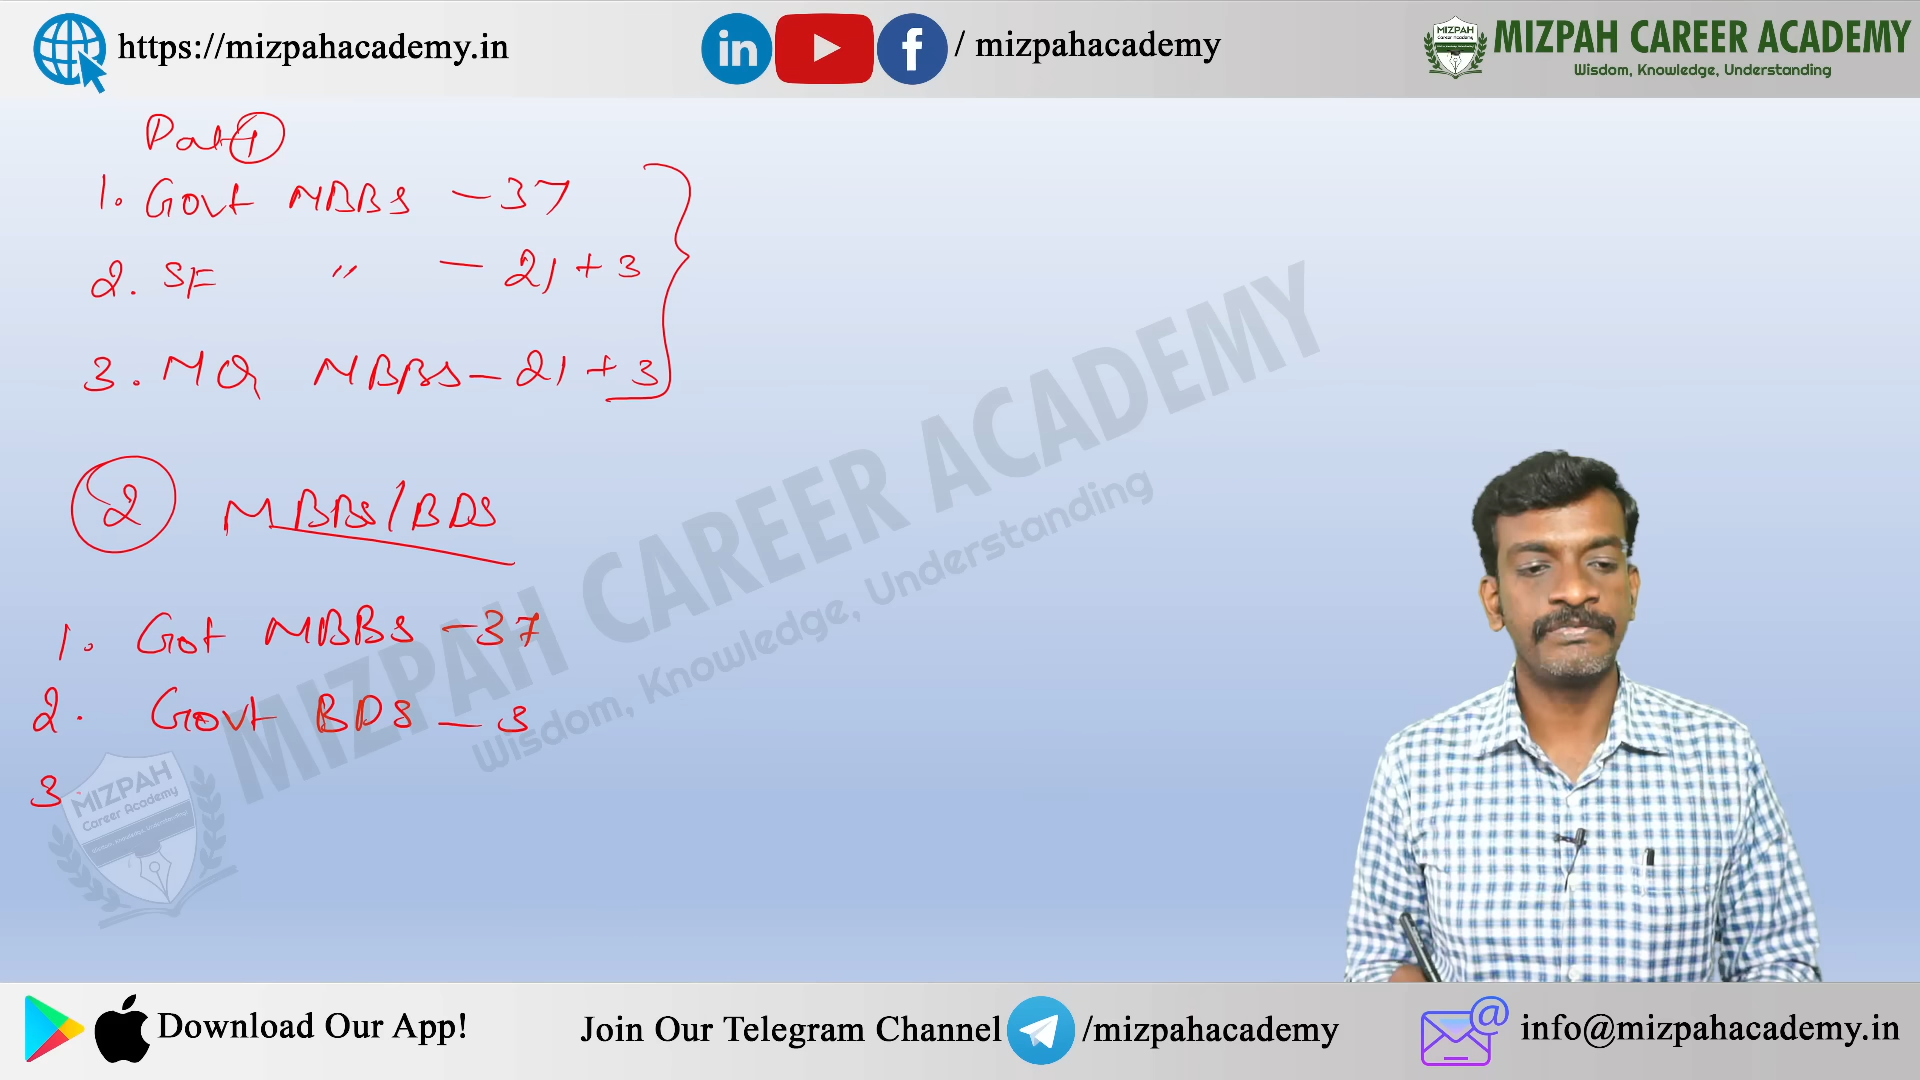 https://mizpahacademy.in
in f / mizpahacademy
MIZPAH CAREER ACADEMY
Wisdom, Knowledge, Understanding
Part 1
1. Govt MBBS - 37
2. SF " - 21 + 3
3. MQ MBBS - 21 + 3
2 MBBS/BDS
1. Got MBBS - 37
2. Govt BDS - 3
3.
MIZPAH CAREER ACADEMY
Wisdom, Knowledge, Understanding
MIZPAH
Career Academy
Download Our App!
Join Our Telegram Channel /mizpahacademy
@ info@mizpahacademy.in